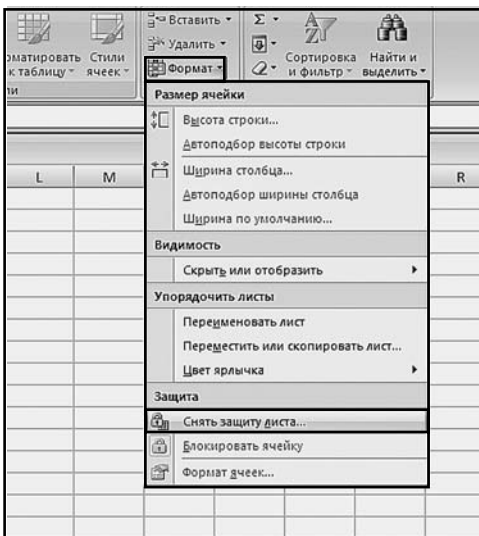 Вставить
Σ
Удалить
Формат
рматировать
к таблицу
Стили
ячеек
Сортировка
и фильтр
Найти и
выделить
ли
Размер ячейки
Высота строки...
Автоподбор высоты строки
Ширина столбца...
Автоподбор ширины столбца
Ширина по умолчанию...
Видимость
Скрыть или отобразить
Упорядочить листы
Переименовать лист
Переместить или скопировать лист...
Цвет ярлычка
Защита
Снять защиту листа...
Блокировать ячейку
Формат ячеек...
L M R